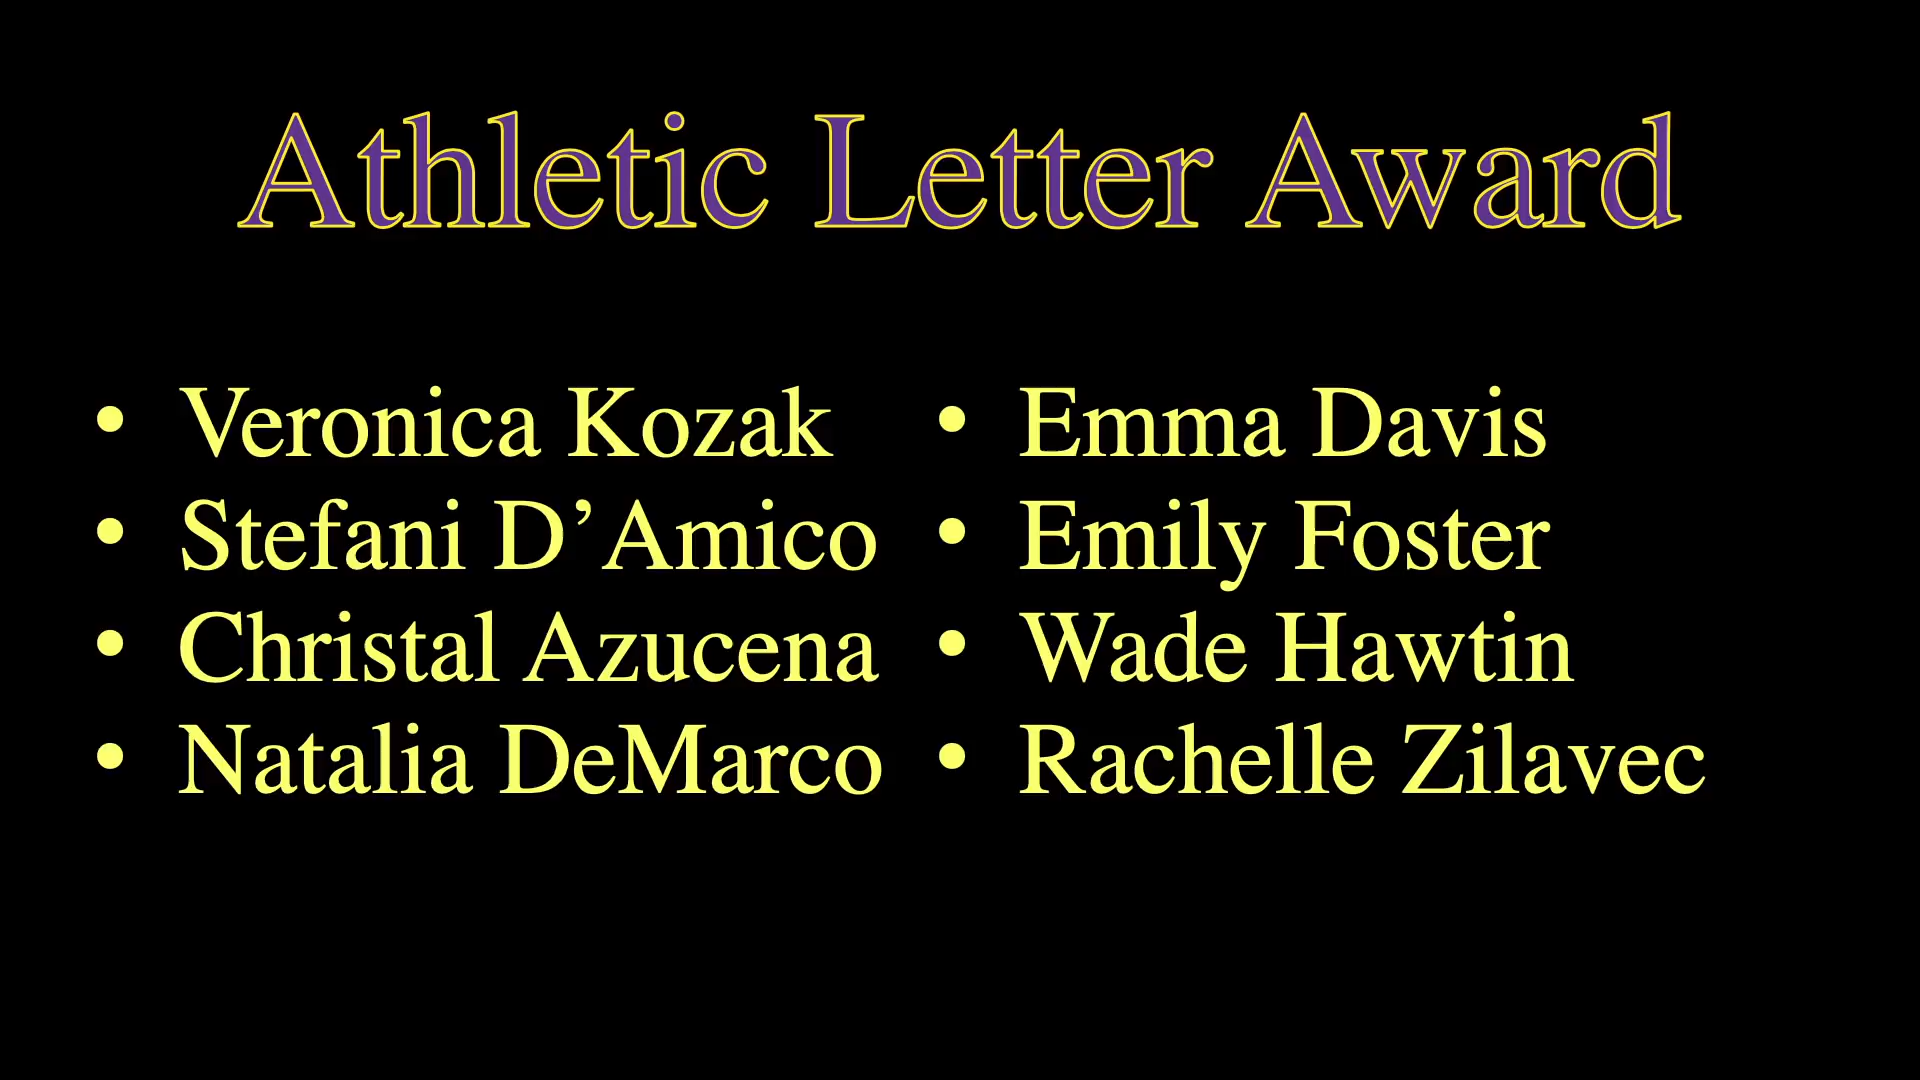 Athletic Letter Award
• Veronica Kozak
• Stefani D’Amico
• Christal Azucena
• Natalia DeMarco
• Emma Davis
• Emily Foster
• Wade Hawtin
• Rachelle Zilavec